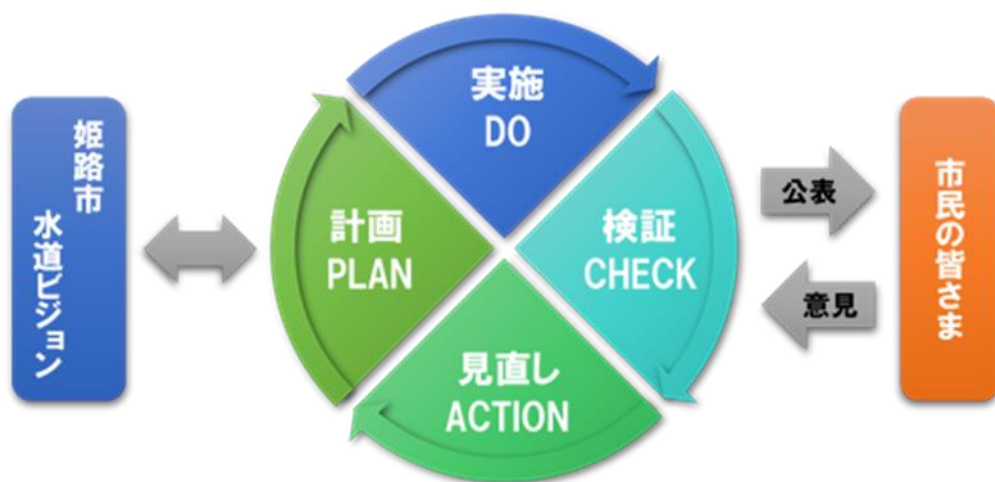 姫路市
水道ビジョン
実施
DO
計画
PLAN
検証
CHECK
見直し
ACTION
公表
意見
市民の皆さま